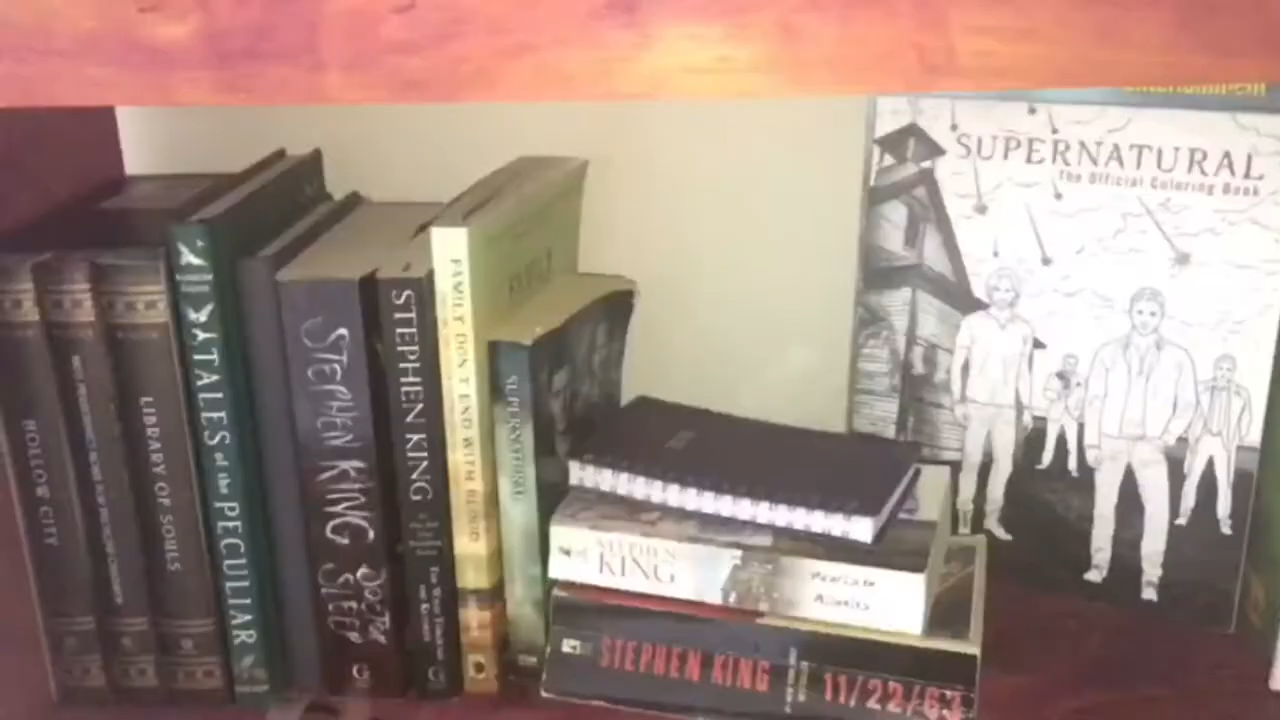 HOLLOW CITY
LIBRARY OF SOULS
TALES of the PECULIAR
STEPHEN KING
DOCTOR
SLEEP
STEPHEN KING
FAMILY DON'T END WITH BLOOD
SUPERNATURAL
STEPHEN
KING
STEPHEN KING
11/22/63
SUPERNATURAL
The Official Coloring Book